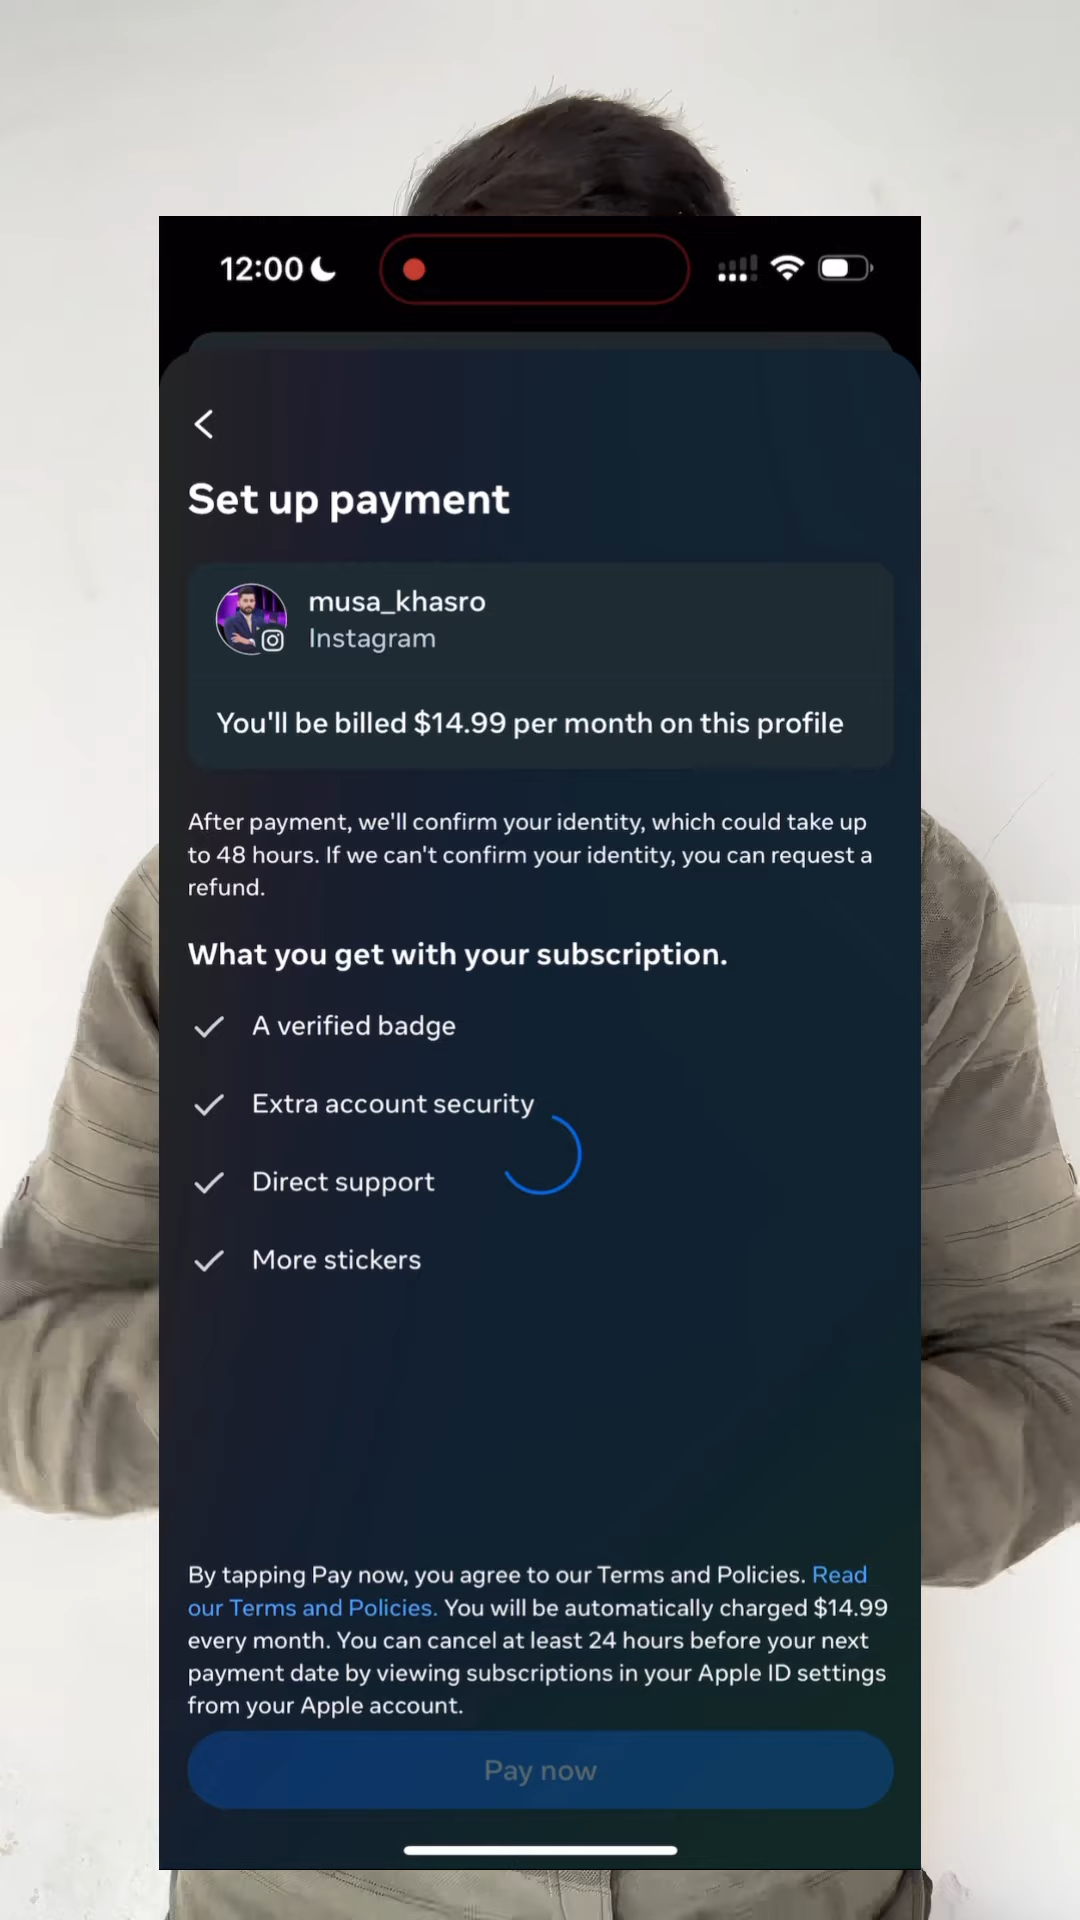 12:00
Set up payment
musa_khasro
Instagram
You'll be billed $14.99 per month on this profile
After payment, we'll confirm your identity, which could take up
to 48 hours. If we can't confirm your identity, you can request a
refund.
What you get with your subscription.
A verified badge
Extra account security
Direct support
More stickers
By tapping Pay now, you agree to our Terms and Policies. Read
our Terms and Policies. You will be automatically charged $14.99
every month. You can cancel at least 24 hours before your next
payment date by viewing subscriptions in your Apple ID settings
from your Apple account.
Pay now